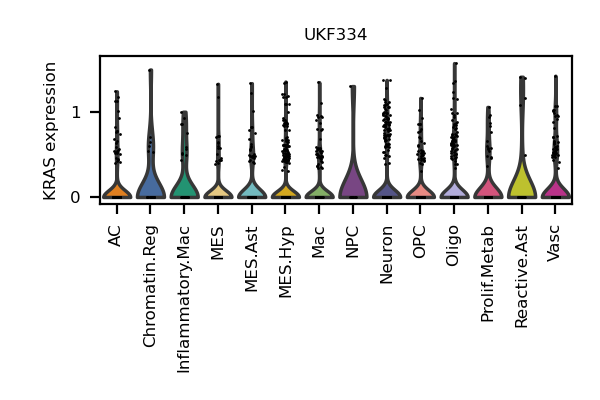 UKF334
KRAS expression
1
0
AC
Chromatin.Reg
Inflammatory.Mac
MES
MES.Ast
MES.Hyp
Mac
NPC
Neuron
OPC
Oligo
Prolif.Metab
Reactive.Ast
Vasc